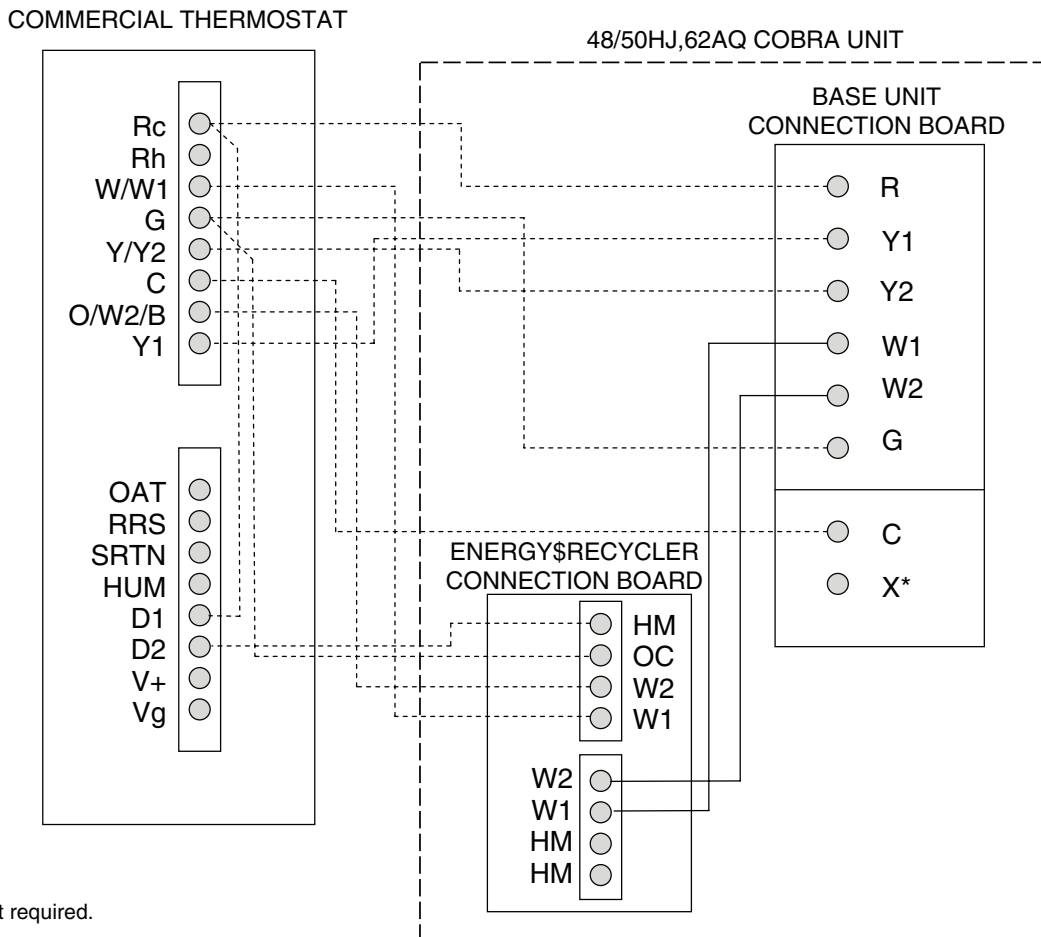 COMMERCIAL THERMOSTAT
48/50HJ,62AQ COBRA UNIT
BASE UNIT
CONNECTION BOARD
Rc
Rh
W/W1
G
Y/Y2
C
O/W2/B
Y1
OAT
RRS
SRTN
HUM
D1
D2
V+
Vg
R
Y1
Y2
W1
W2
G
C
X*
ENERGY$RECYCLER
CONNECTION BOARD
HM
OC
W2
W1
W2
W1
HM
HM
required.